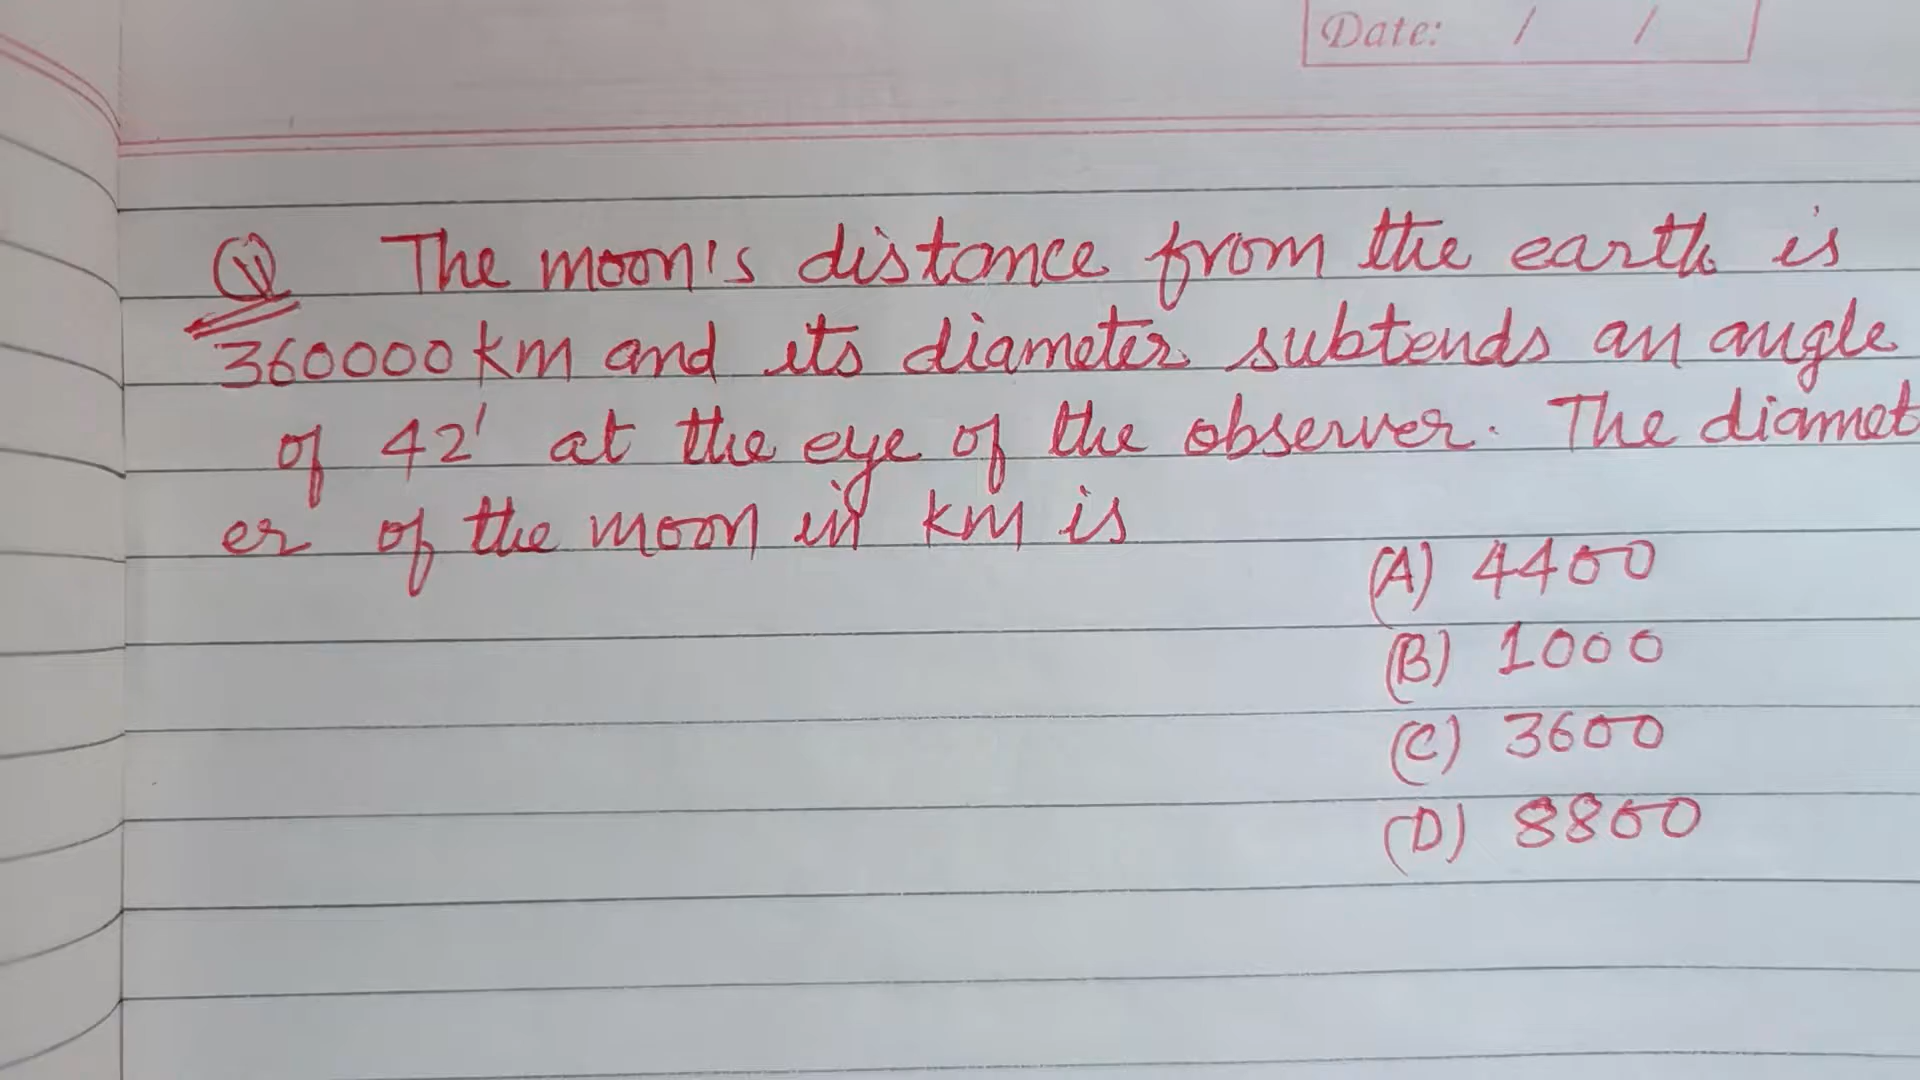 Date: / /
Q The moon's distance from the earth is
360000 km and its diameter subtends an angle
of 42' at the eye of the observer. The diamet
er of the moon in km is
(A) 4400
(B) 1000
(C) 3600
(D) 8800